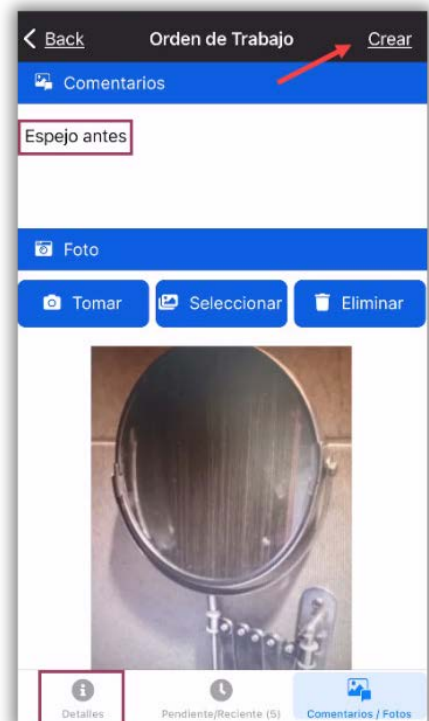 Back Orden de Trabajo Crear
Comentarios
Espejo antes
Foto
Tomar Seleccionar Eliminar
Detalles Pendiente/Reciente (5) Comentarios / Fotos